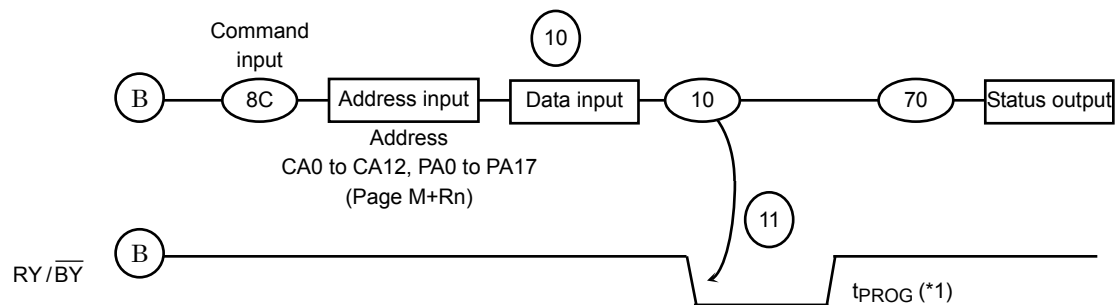 Command
input
10
B
8C
Address input
Data input
10
70
Status output
Address
CA0 to CA12, PA0 to PA17
(Page M+Rn)
11
B
RY/BY
tPROG (*1)